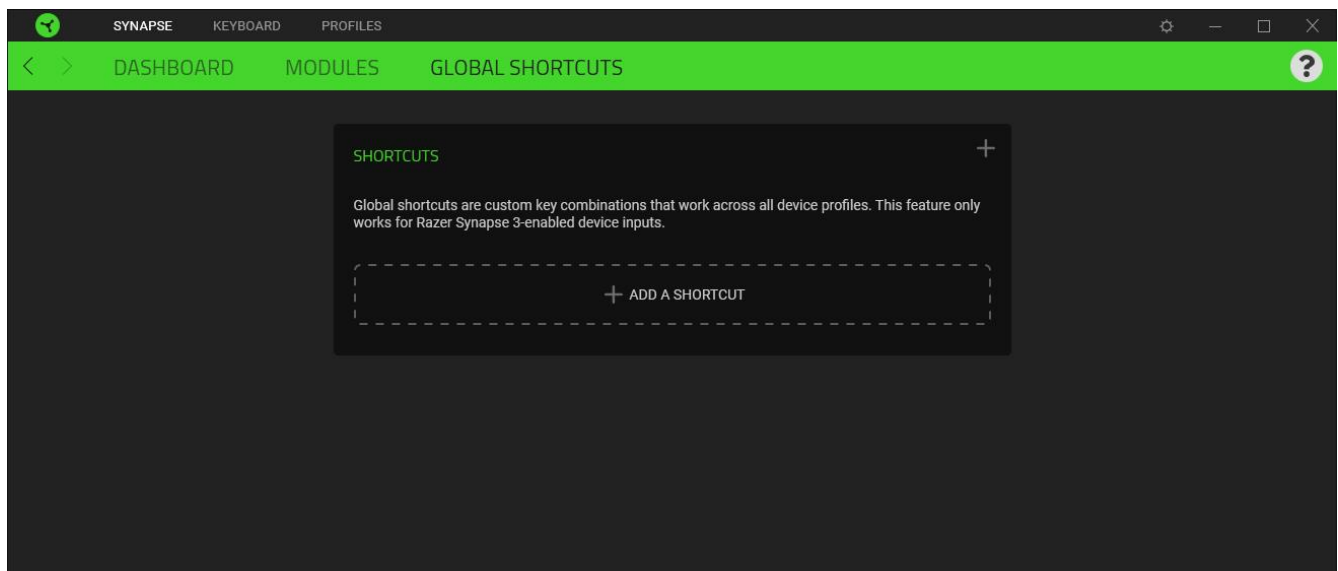 SYNAPSE KEYBOARD PROFILES
DASHBOARD MODULES GLOBAL SHORTCUTS ?
SHORTCUTS
Global shortcuts are custom key combinations that work across all device profiles. This feature only
works for Razer Synapse 3-enabled device inputs.
ADD A SHORTCUT